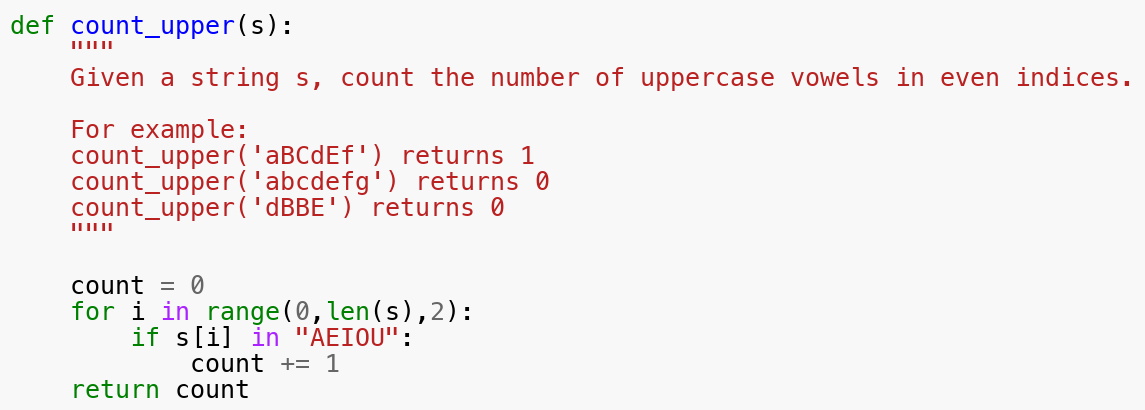 def count_upper(s):
    """
    Given a string s, count the number of uppercase vowels in even indices.

    For example:
    count_upper('aBCdEf') returns 1
    count_upper('abcdefg') returns 0
    count_upper('dBBE') returns 0
    """

    count = 0
    for i in range(0,len(s),2):
        if s[i] in "AEIOU":
            count += 1
    return count